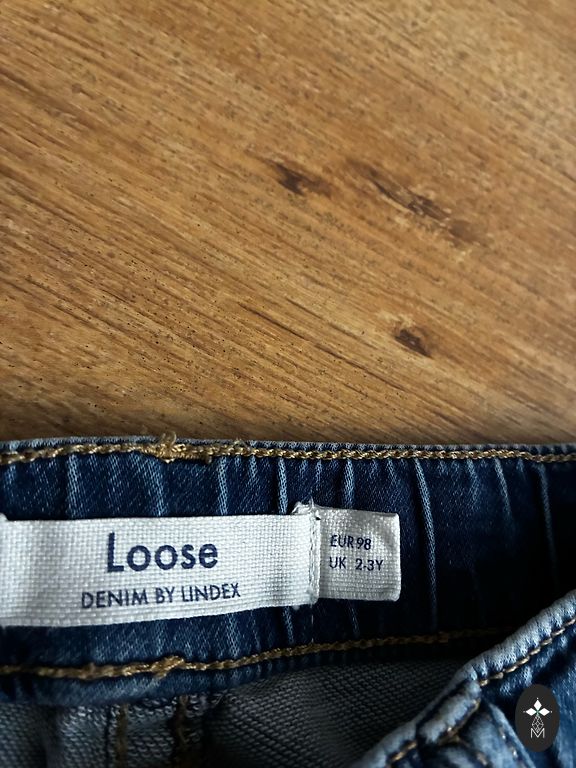 Loose
DENIM BY LINDEX
EUR 98
UK 2-3Y
M